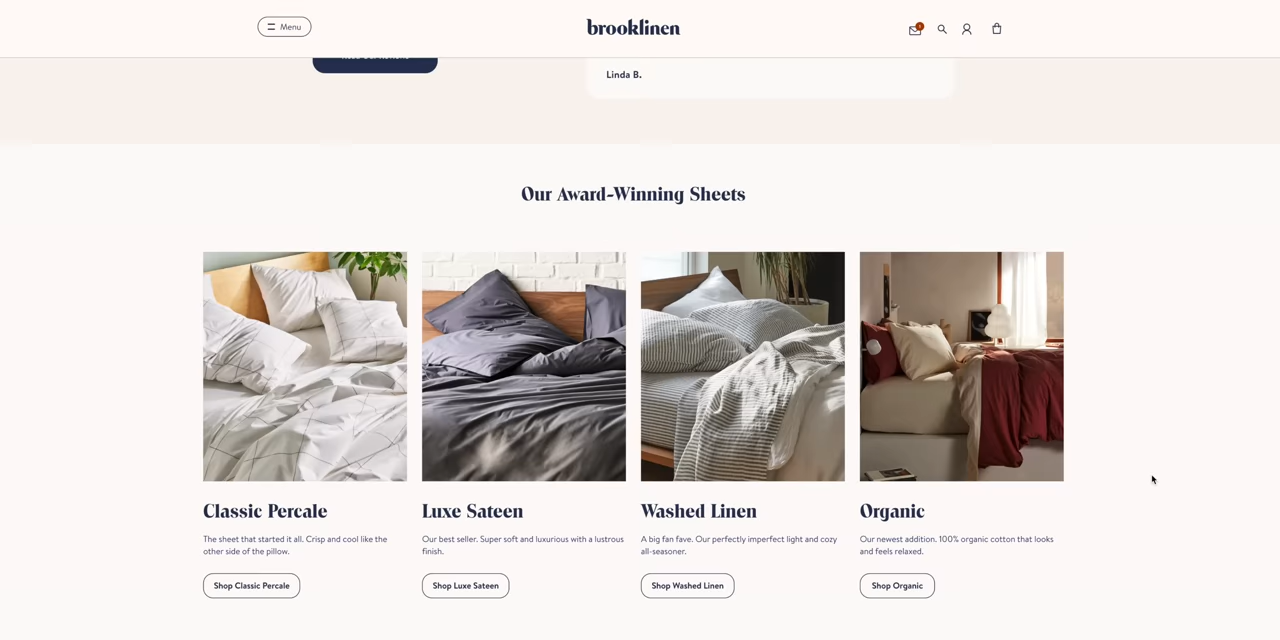 Menu
brooklinen
Linda B.
Our Award-Winning Sheets
Classic Percale
The sheet that started it all. Crisp and cool like the
other side of the pillow.
Shop Classic Percale
Luxe Sateen
Our best seller. Super soft and luxurious with a lustrous
finish.
Shop Luxe Sateen
Washed Linen
A big fan fave. Our perfectly imperfect light and cozy
all-seasoner.
Shop Washed Linen
Organic
Our newest addition. 100% organic cotton that looks
and feels relaxed.
Shop Organic